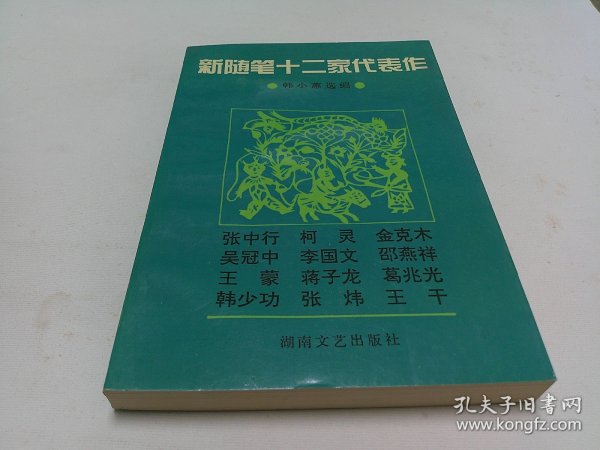 新随笔十二家代表作
韩小蕙选编
张中行 柯灵 金克木
吴冠中 李国文 邵燕祥
王蒙 蒋子龙 葛兆光
韩少功 张炜 王干
湖南文艺出版社
孔夫子旧书网
www.kongfz.com